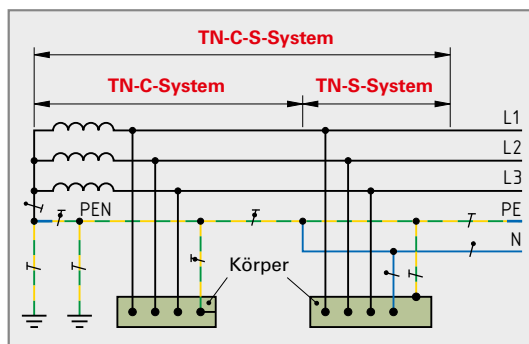 TN-C-S-System
TN-C-System
TN-S-System
L1
L2
L3
PEN
PE
N
Körper